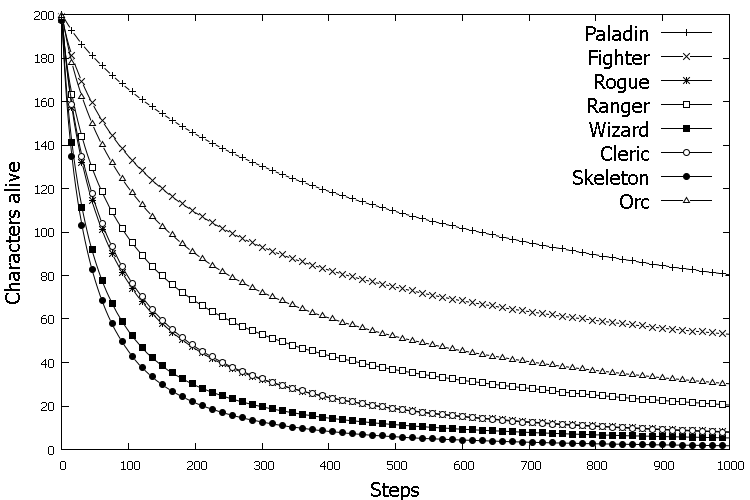 200
180
160
140
120
100
80
60
40
20
0
Characters alive
Paladin
Fighter
Rogue
Ranger
Wizard
Cleric
Skeleton
Orc
0 100 200 300 400 500 600 700 800 900 1000
Steps